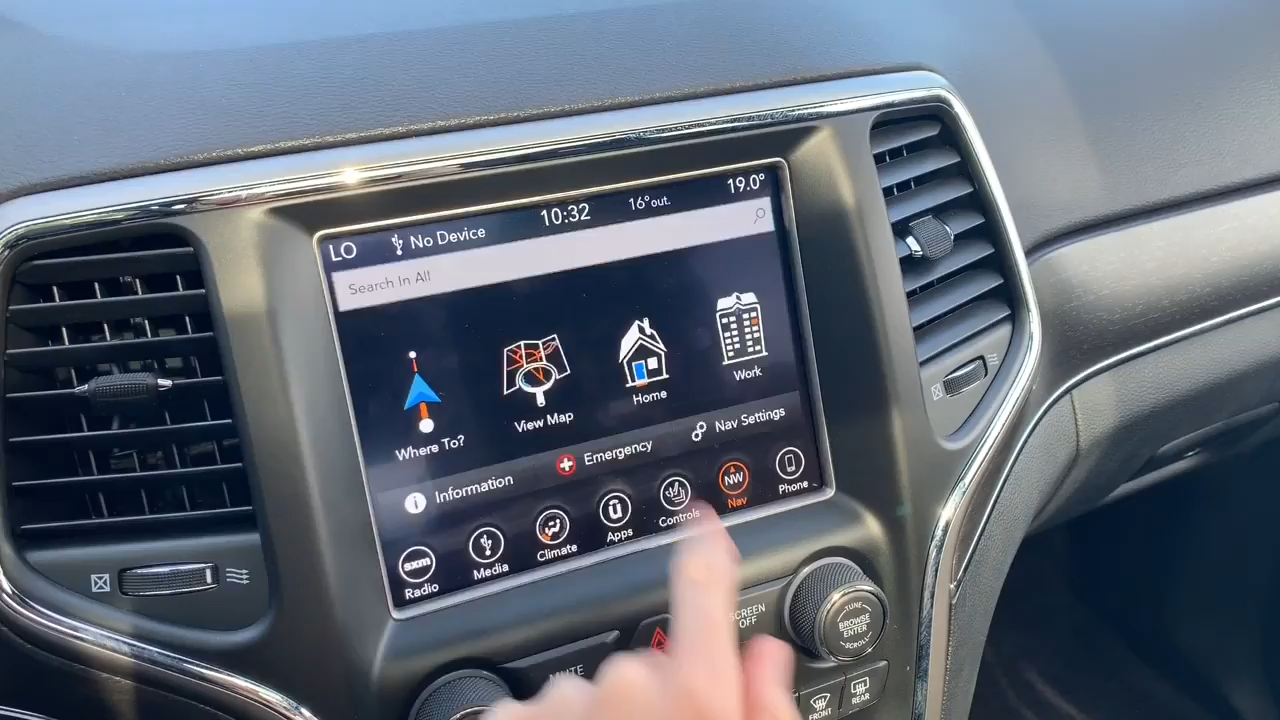 LO No Device 10:32 16°out. 19.0°
Search In All
Where To? View Map Home Work
Information Emergency Nav Settings
sxm Radio
Media
Climate
Apps
Controls
NW Nav
Phone
MUTE
SCREEN OFF
TUNE
BROWSE
ENTER
SCROLL
FRONT
REAR